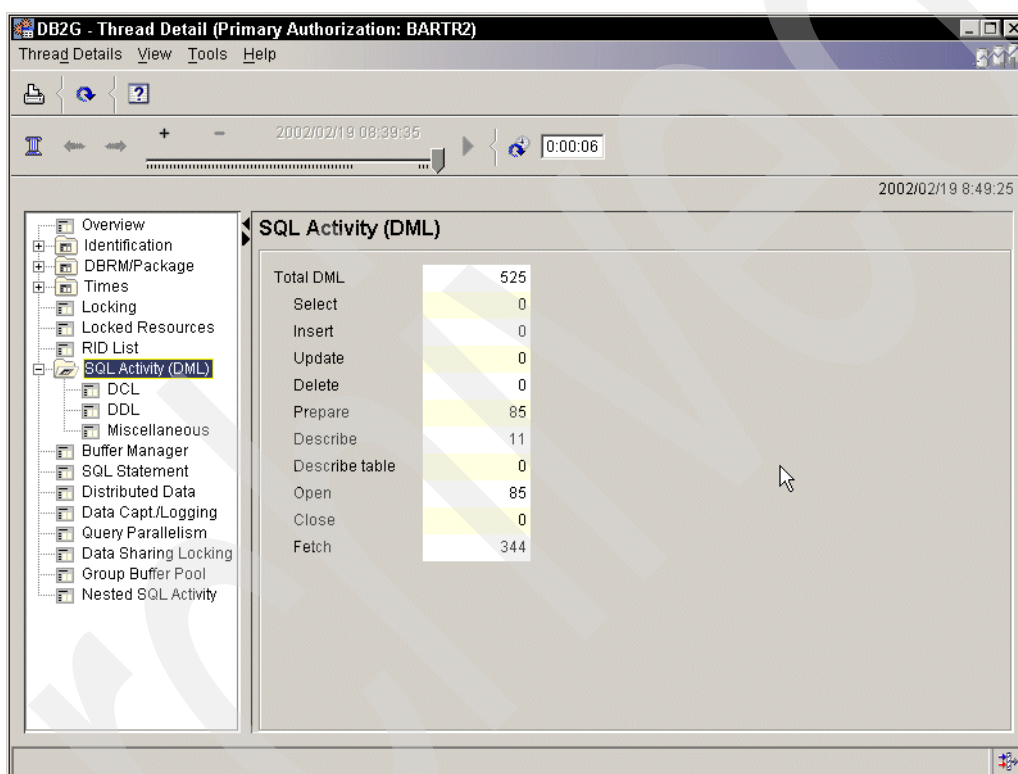 DB2G - Thread Detail (Primary Authorization: BARTR2)
Thread Details View Tools Help
2002/02/19 08:39:35
0:00:06
2002/02/19 8:49:25
Overview
Identification
DBRM/Package
Times
Locking
Locked Resources
RID List
SQL Activity (DML)
DCL
DDL
Miscellaneous
Buffer Manager
SQL Statement
Distributed Data
Data Capt./Logging
Query Parallelism
Data Sharing Locking
Group Buffer Pool
Nested SQL Activity
SQL Activity (DML)
Total DML 525
Select 0
Insert 0
Update 0
Delete 0
Prepare 85
Describe 11
Describe table 0
Open 85
Close 0
Fetch 344